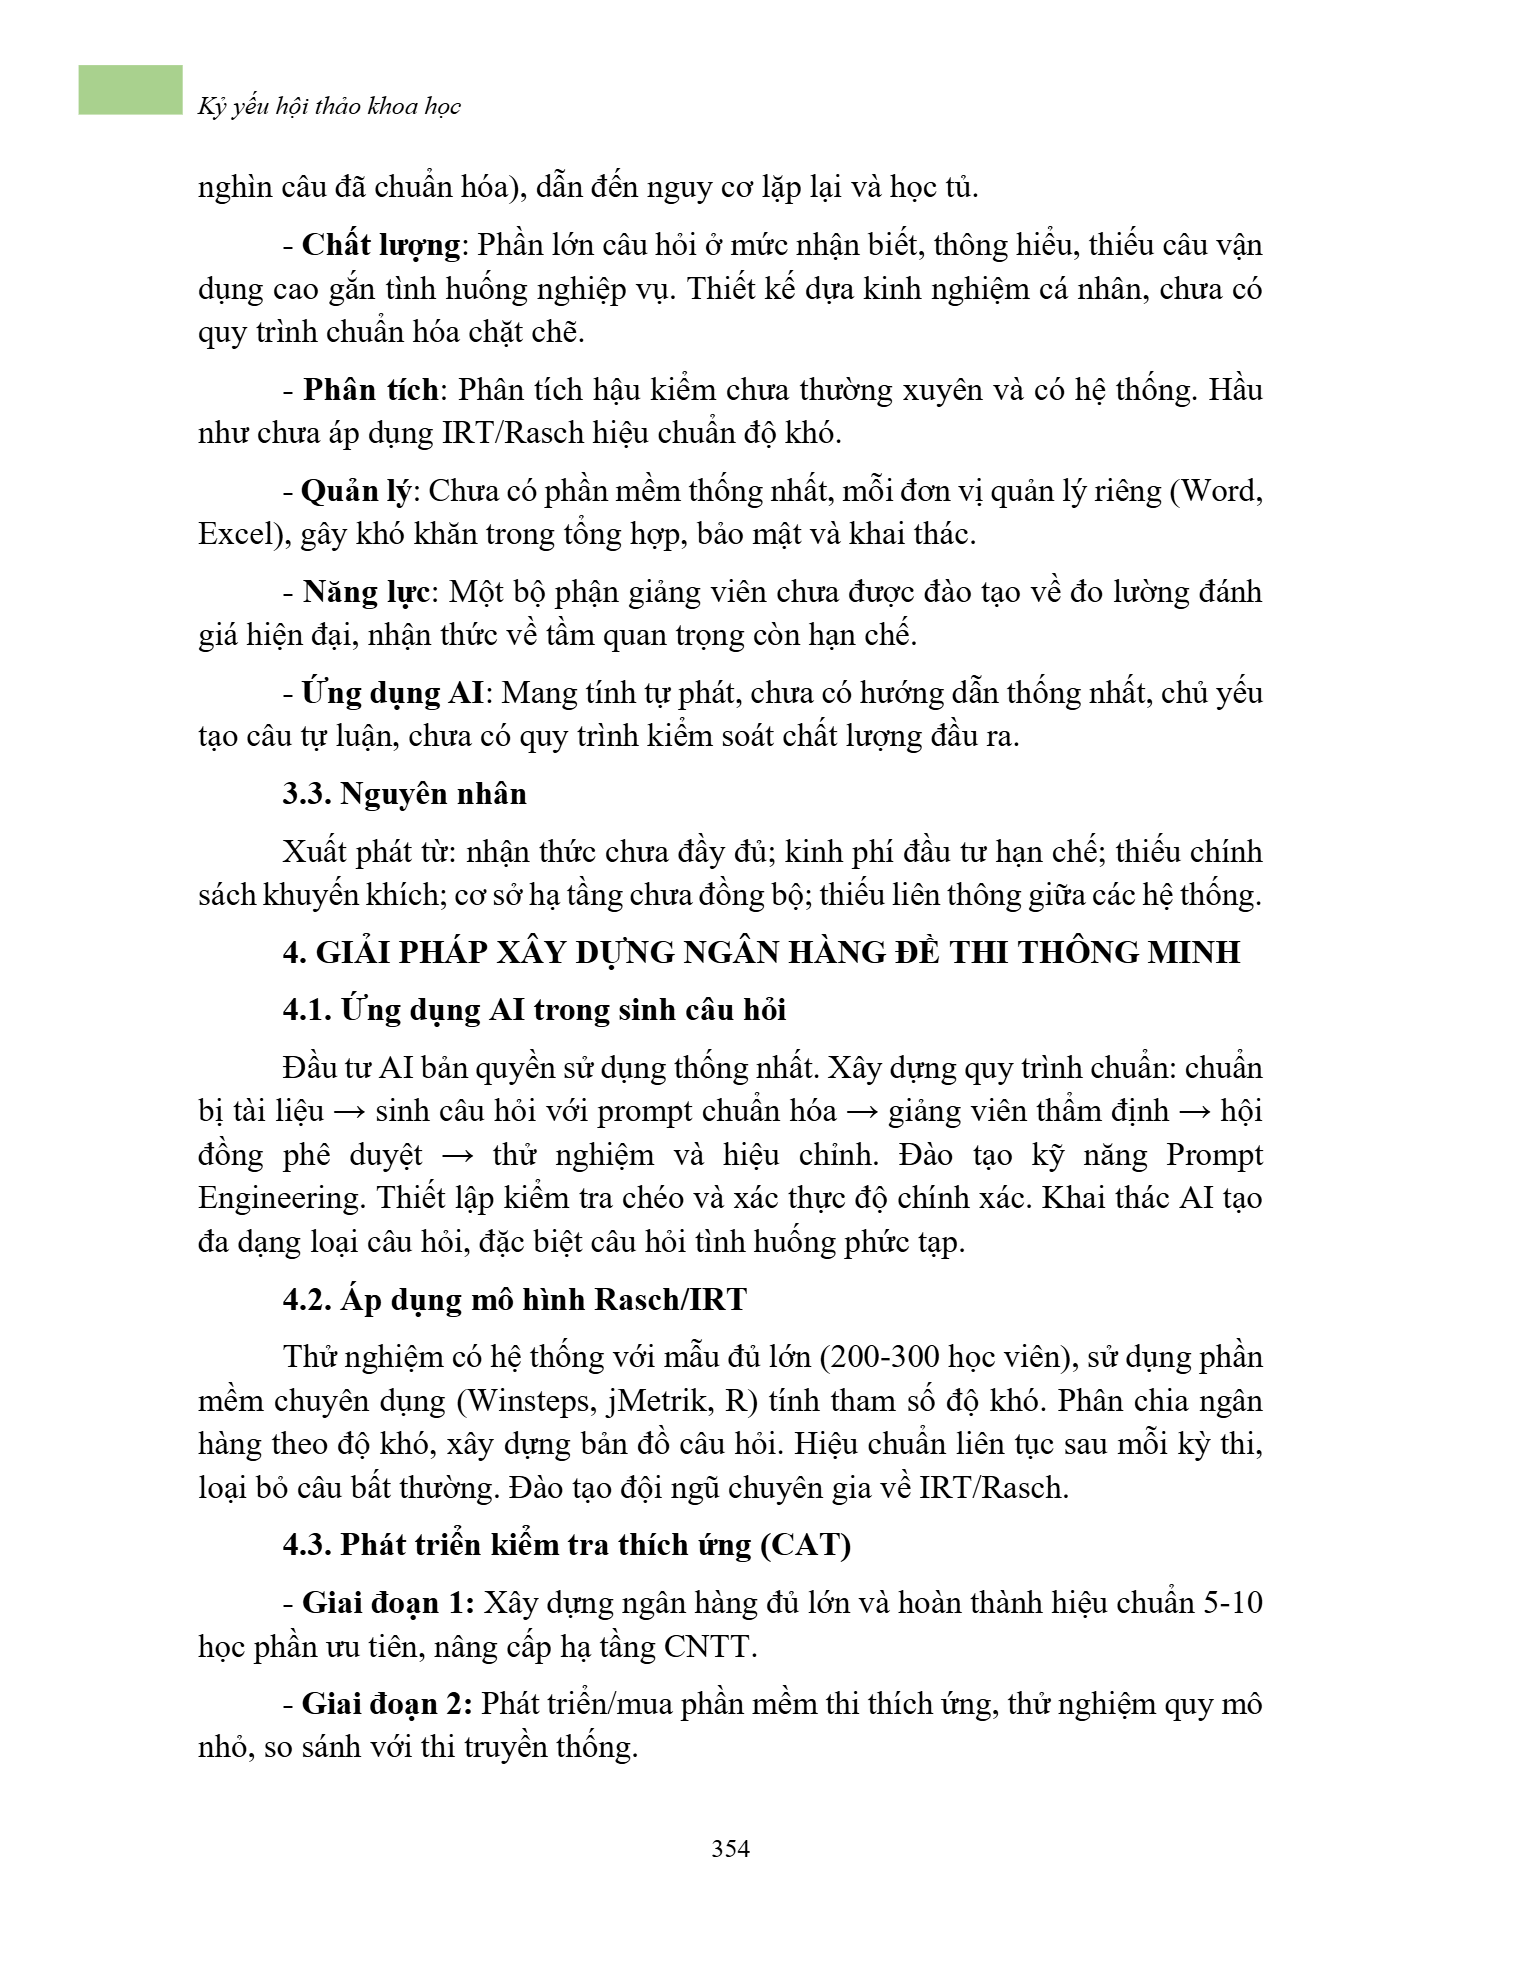 Kỷ yếu hội thảo khoa học
nghìn câu đã chuẩn hóa), dẫn đến nguy cơ lặp lại và học tủ.
- Chất lượng: Phần lớn câu hỏi ở mức nhận biết, thông hiểu, thiếu câu vận
dụng cao gắn tình huống nghiệp vụ. Thiết kế dựa kinh nghiệm cá nhân, chưa có
quy trình chuẩn hóa chặt chẽ.
- Phân tích: Phân tích hậu kiểm chưa thường xuyên và có hệ thống. Hầu
như chưa áp dụng IRT/Rasch hiệu chuẩn độ khó.
- Quản lý: Chưa có phần mềm thống nhất, mỗi đơn vị quản lý riêng (Word,
Excel), gây khó khăn trong tổng hợp, bảo mật và khai thác.
- Năng lực: Một bộ phận giảng viên chưa được đào tạo về đo lường đánh
giá hiện đại, nhận thức về tầm quan trọng còn hạn chế.
- Ứng dụng AI: Mang tính tự phát, chưa có hướng dẫn thống nhất, chủ yếu
tạo câu tự luận, chưa có quy trình kiểm soát chất lượng đầu ra.
3.3. Nguyên nhân
Xuất phát từ: nhận thức chưa đầy đủ; kinh phí đầu tư hạn chế; thiếu chính
sách khuyến khích; cơ sở hạ tầng chưa đồng bộ; thiếu liên thông giữa các hệ thống.
4. GIẢI PHÁP XÂY DỰNG NGÂN HÀNG ĐỀ THI THÔNG MINH
4.1. Ứng dụng AI trong sinh câu hỏi
Đầu tư AI bản quyền sử dụng thống nhất. Xây dựng quy trình chuẩn: chuẩn
bị tài liệu → sinh câu hỏi với prompt chuẩn hóa → giảng viên thẩm định → hội
đồng phê duyệt → thử nghiệm và hiệu chỉnh. Đào tạo kỹ năng Prompt
Engineering. Thiết lập kiểm tra chéo và xác thực độ chính xác. Khai thác AI tạo
đa dạng loại câu hỏi, đặc biệt câu hỏi tình huống phức tạp.
4.2. Áp dụng mô hình Rasch/IRT
Thử nghiệm có hệ thống với mẫu đủ lớn (200-300 học viên), sử dụng phần
mềm chuyên dụng (Winsteps, jMetrik, R) tính tham số độ khó. Phân chia ngân
hàng theo độ khó, xây dựng bản đồ câu hỏi. Hiệu chuẩn liên tục sau mỗi kỳ thi,
loại bỏ câu bất thường. Đào tạo đội ngũ chuyên gia về IRT/Rasch.
4.3. Phát triển kiểm tra thích ứng (CAT)
- Giai đoạn 1: Xây dựng ngân hàng đủ lớn và hoàn thành hiệu chuẩn 5-10
học phần ưu tiên, nâng cấp hạ tầng CNTT.
- Giai đoạn 2: Phát triển/mua phần mềm thi thích ứng, thử nghiệm quy mô
nhỏ, so sánh với thi truyền thống.
354